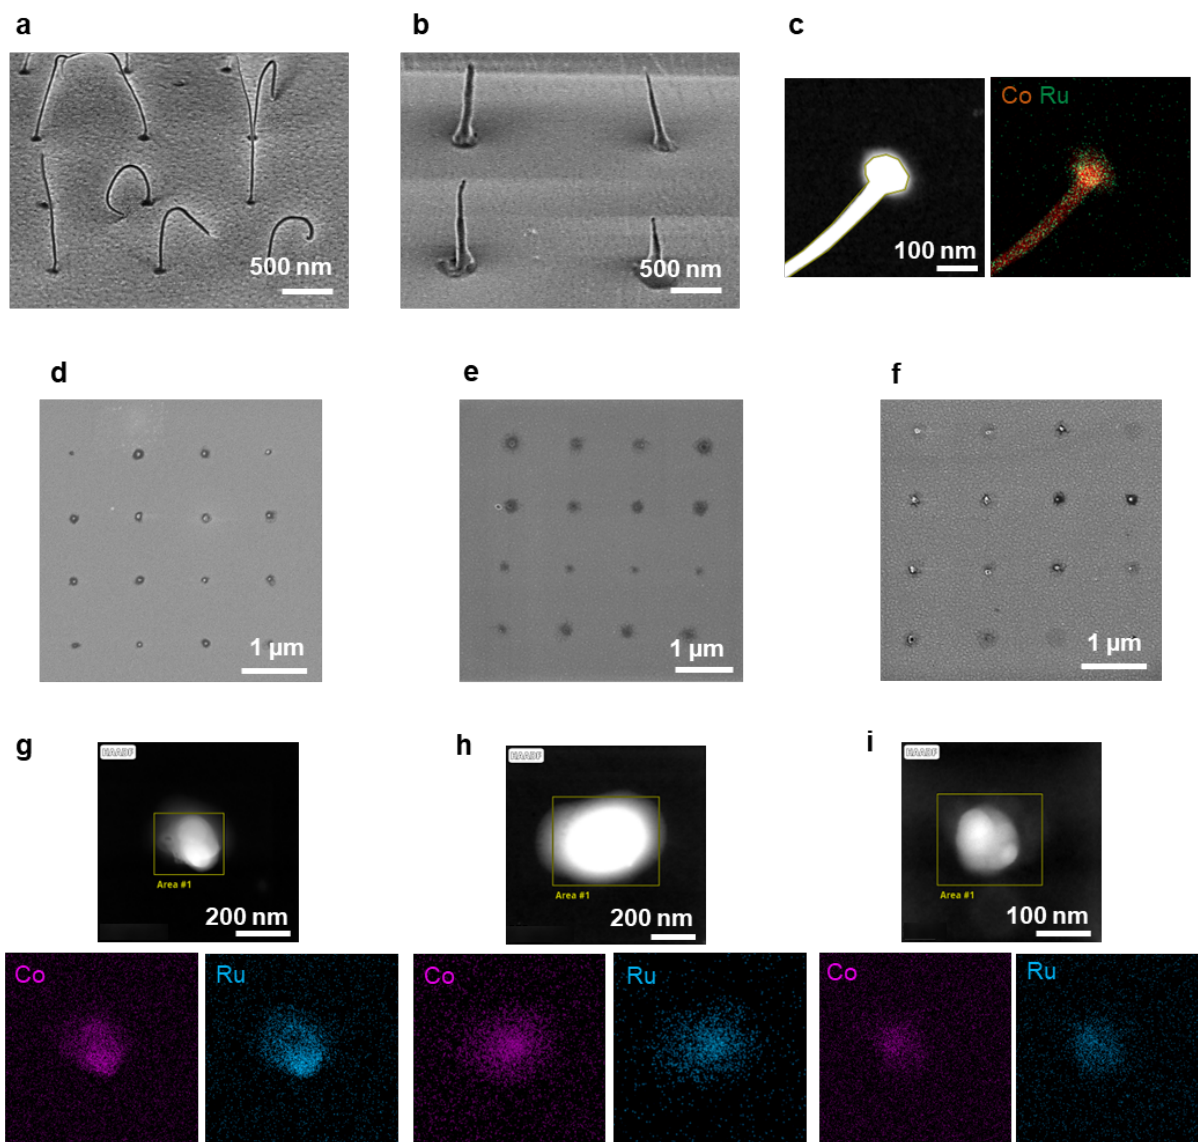 a
b
c
500 nm
500 nm
100 nm
Co Ru
d
e
f
1 µm
1 µm
1 µm
g
h
i
HAADF
HAADF
HAADF
Area #1
Area #1
Area #1
200 nm
200 nm
100 nm
Co
Ru
Co
Ru
Co
Ru